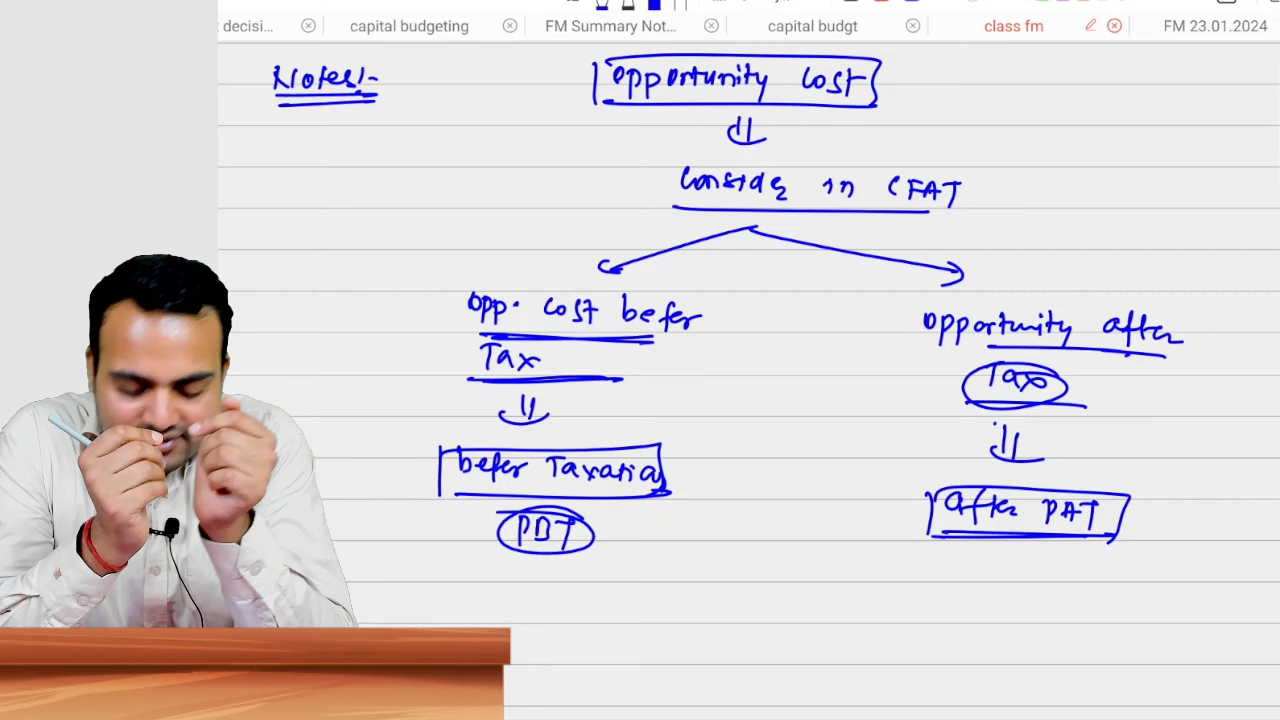 decisi...
capital budgeting
FM Summary Not...
capital budgt
class fm
FM 23.01.2024
Notes:-
Opportunity Cost
Consider in CFAT
Opp. Cost befer
Tax
befer Taxation
PBT
Opportunity after
Tax
After PAT